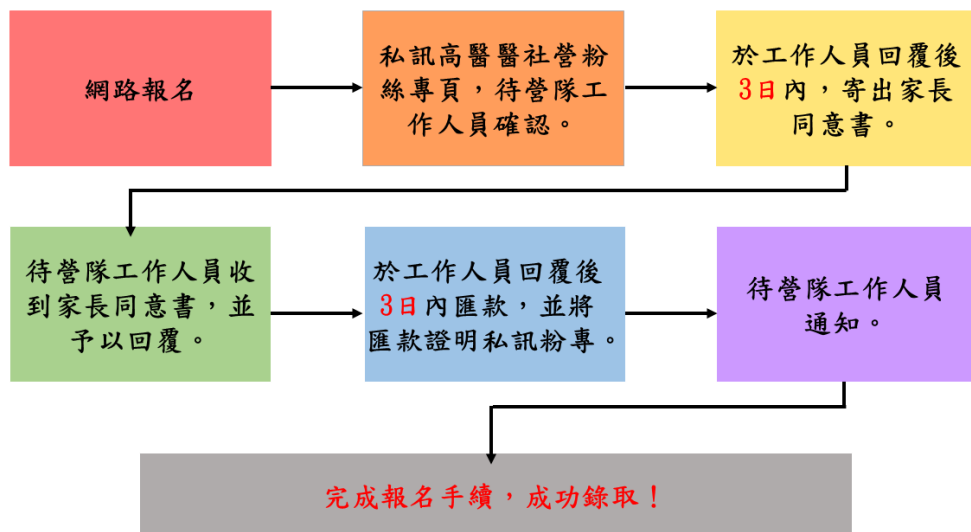 網路報名
私訊高醫醫社營粉
絲專頁，待營隊工
作人員確認。
於工作人員回覆後
3日內，寄出家長
同意書。
待營隊工作人員收
到家長同意書，並
予以回覆。
於工作人員回覆後
3日內匯款，並將
匯款證明私訊粉專。
待營隊工作人員
通知。
完成報名手續，成功錄取！